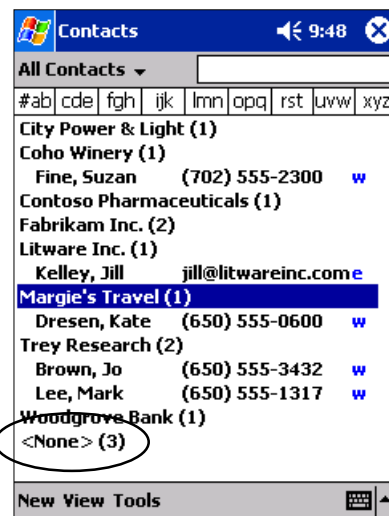 Contacts 9:48
All Contacts
#ab cde fgh ijk lmn opq rst uvw xyz
City Power & Light (1)
Coho Winery (1)
Fine, Suzan (702) 555-2300 w
Contoso Pharmaceuticals (1)
Fabrikam Inc. (2)
Litware Inc. (1)
Kelley, Jill jill@litwareinc.com e
Margie's Travel (1)
Dresen, Kate (650) 555-0600 w
Trey Research (2)
Brown, Jo (650) 555-3432 w
Lee, Mark (650) 555-1317 w
Woodgrove Bank (1)
<None> (3)
New View Tools